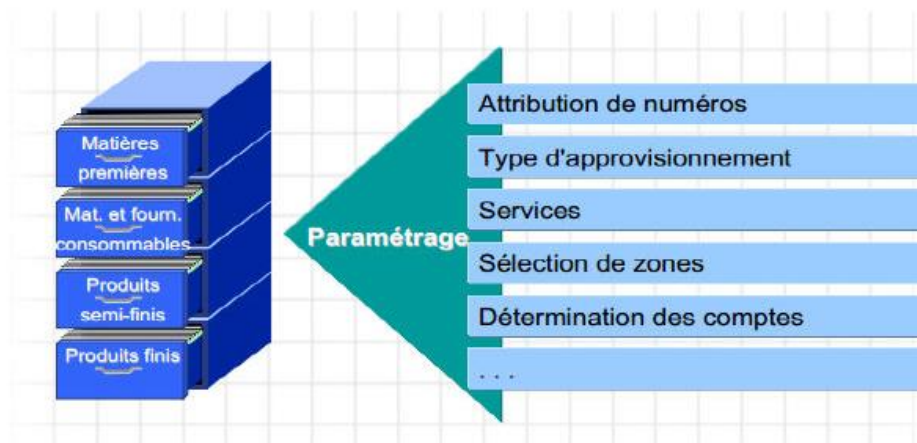 Matières
premières
Mat. et fourn.
consommables
Produits
semi-finis
Produits finis
Paramétrage
Attribution de numéros
Type d'approvisionnement
Services
Sélection de zones
Détermination des comptes
. . .